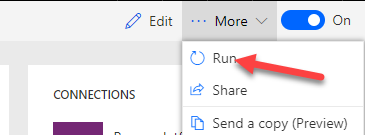 Edit ··· More On
Run
CONNECTIONS
Share
Send a copy (Preview)